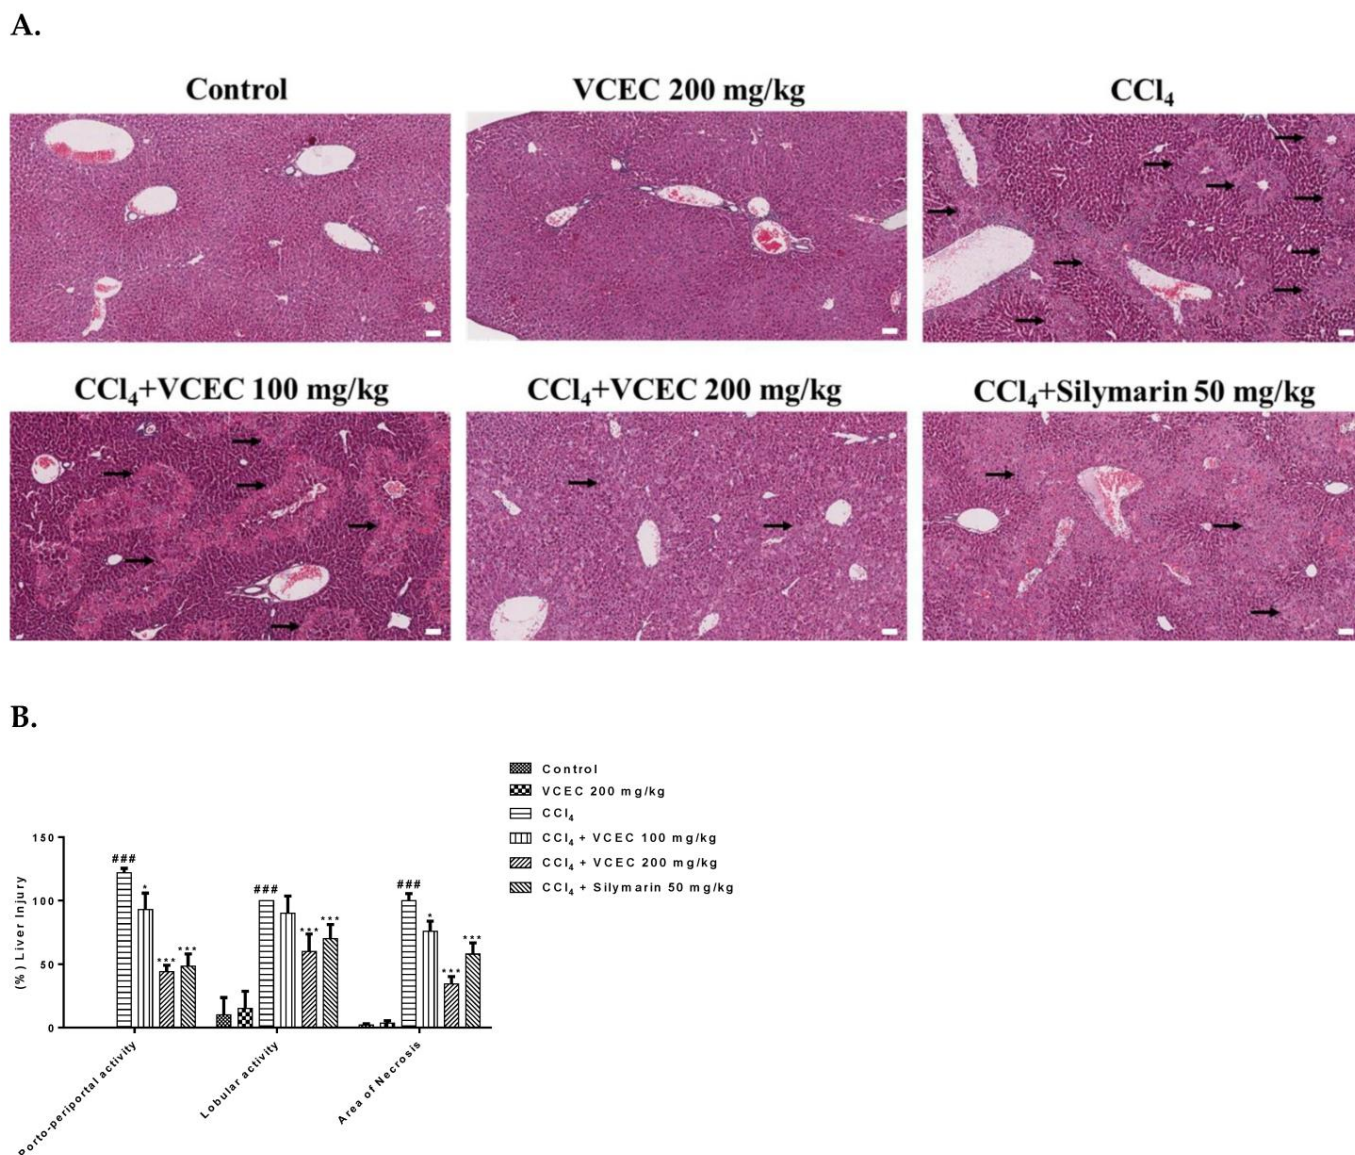 A.
Control
VCEC 200 mg/kg
CCl₄
CCl₄+VCEC 100 mg/kg
CCl₄+VCEC 200 mg/kg
CCl₄+Silymarin 50 mg/kg
B.
Control
VCEC 200 mg/kg
CCl₄
CCl₄ + VCEC 100 mg/kg
CCl₄ + VCEC 200 mg/kg
CCl₄ + Silymarin 50 mg/kg
(%) Liver Injury
150
100
50
0
###
*
***
***
###
***
***
###
*
***
***
Porto-periportal activity
Lobular activity
Area of Necrosis